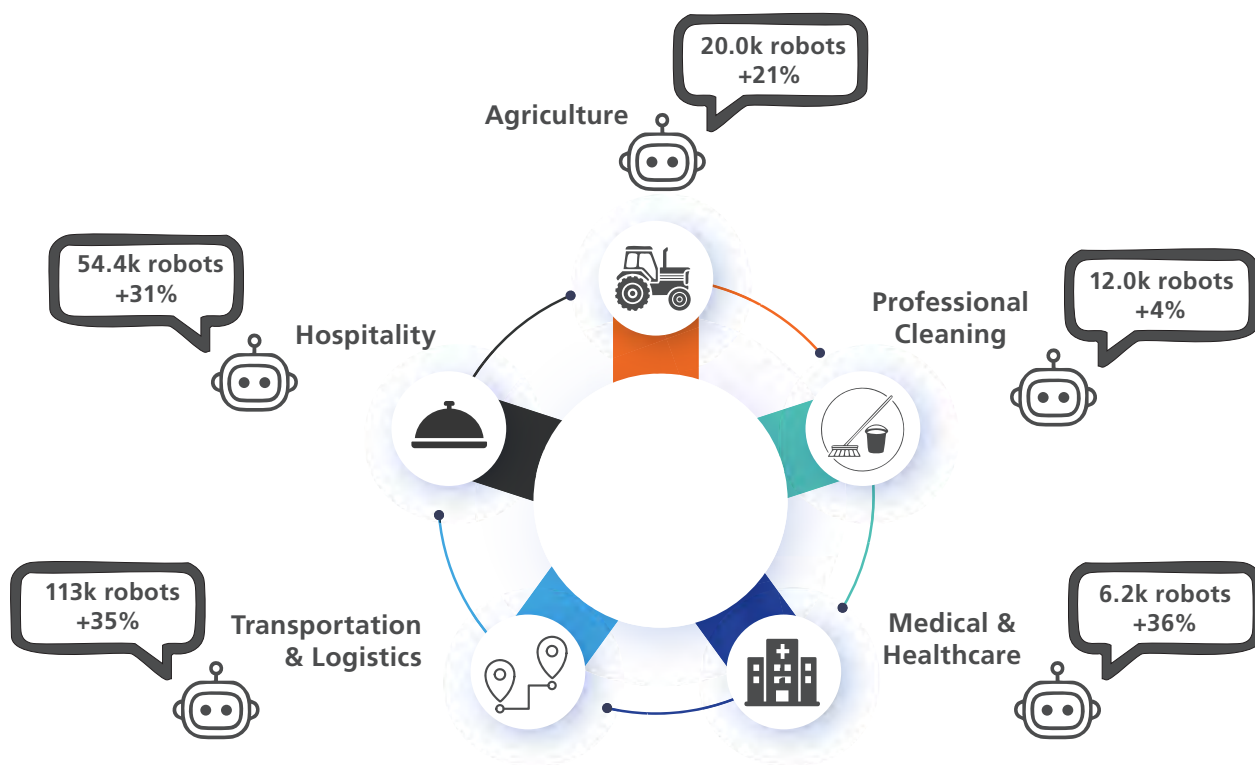 20.0k robots
+21%
Agriculture
54.4k robots
+31%
Hospitality
12.0k robots
+4%
Professional
Cleaning
113k robots
+35%
Transportation
& Logistics
6.2k robots
+36%
Medical &
Healthcare